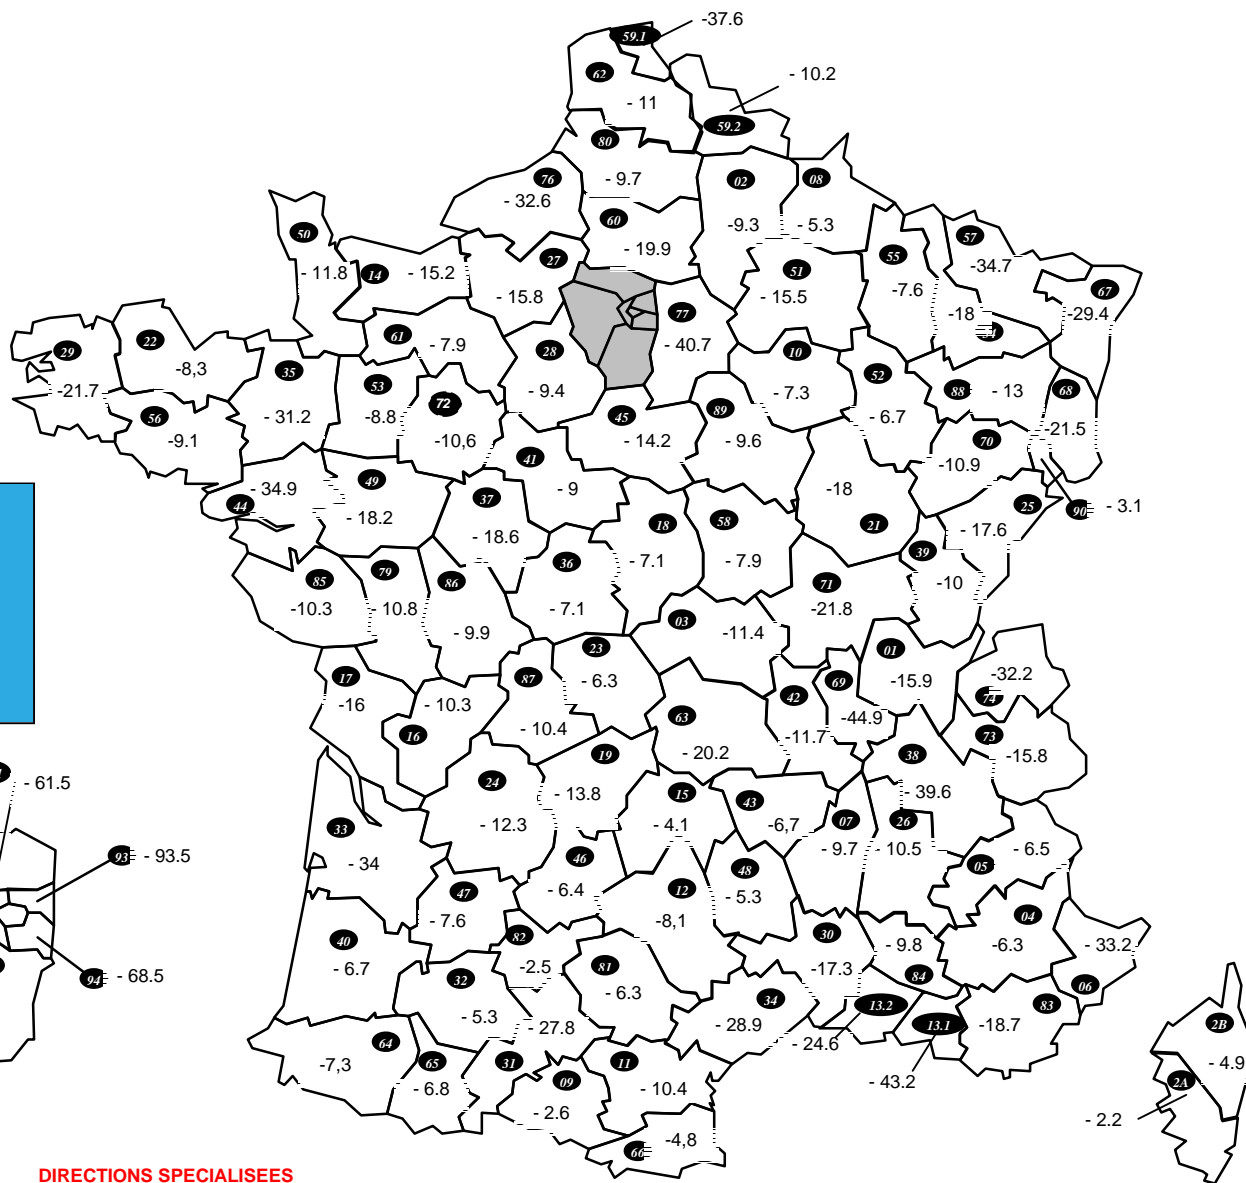 59.1 -37.6
62 - 11
- 10.2
59.2
80 - 9.7
76 - 32.6
02 -9.3
08 - 5.3
60 - 19.9
50 - 11.8
14 - 15.2
27 - 15.8
51 - 15.5
55 -7.6
57 -34.7
67 -29.4
-18
77 - 40.7
61 - 7.9
28 - 9.4
10 - 7.3
52 - 6.7
88 - 13
68 -21.5
29 -21.7
22 -8,3
35 - 31.2
53 -8.8
72 -10,6
56 -9.1
45 - 14.2
89 - 9.6
70 -10.9
41 - 9
44 - 34.9
49 - 18.2
37 - 18.6
18 - 7.1
58 - 7.9
-18 21
25 - 17.6
90 - 3.1
39 -10
36 - 7.1
85 -10.3
79 - 10.8
86 - 9.9
71 -21.8
03 -11.4
23 - 6.3
01 -15.9
-32.2
74
17 -16
16 - 10.3
87 - 10.4
42 -11.7
69 -44.9
63 - 20.2
73 -15.8
38 - 39.6
19 - 13.8
24 - 12.3
15 - 4.1
43 -6,7
07 - 9.7
26 - 10.5
05 - 6.5
- 61.5
33 - 34
93 - 93.5
46 - 6.4
48 - 5.3
12 -8,1
47 - 7.6
04 -6.3
40 - 6.7
82 -2.5
30 -17.3
- 9.8 84
- 33.2 06
94 - 68.5
32 - 5.3
81 - 6.3
34 - 28.9
13.2 - 24.6
13.1 - 43.2
83 -18.7
- 27.8 31
64 -7,3
65 - 6.8
09 - 2.6
11 - 10.4
66 -4,8
2B - 4.9
2A - 2.2
DIRECTIONS SPECIALISEES